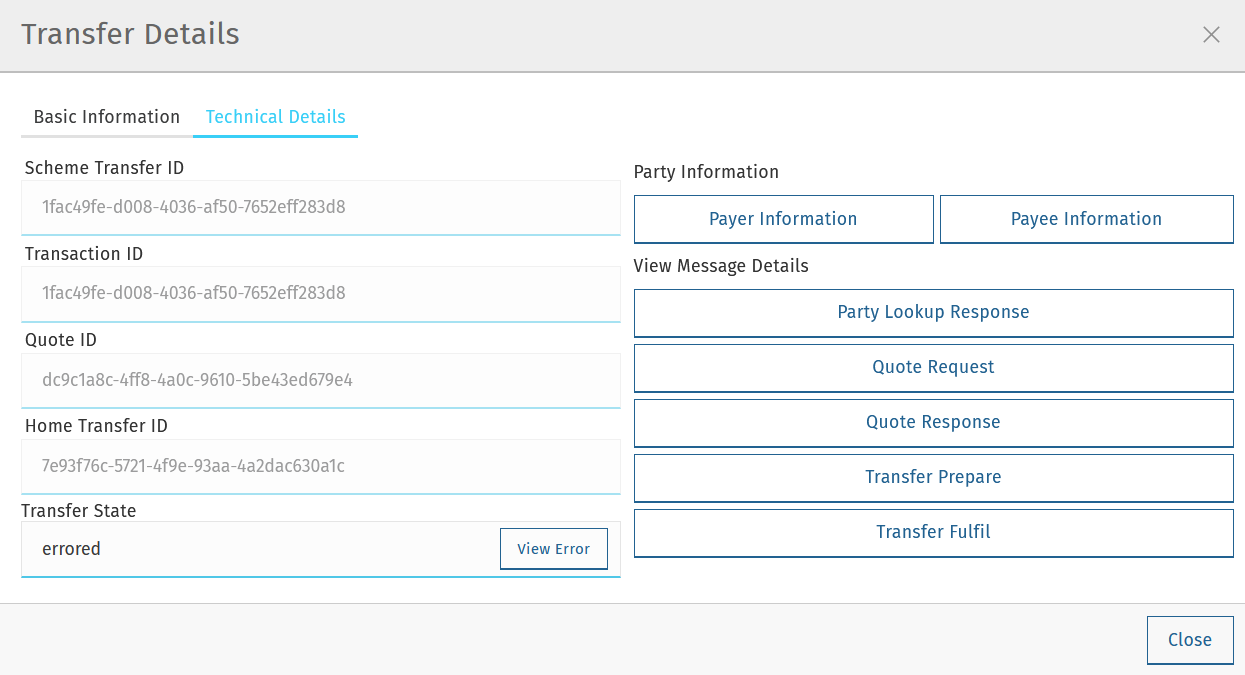 Transfer Details
Basic Information
Technical Details
Scheme Transfer ID
1fac49fe-d008-4036-af50-7652eff283d8
Transaction ID
1fac49fe-d008-4036-af50-7652eff283d8
Quote ID
dc9c1a8c-4ff8-4a0c-9610-5be43ed679e4
Home Transfer ID
7e93f76c-5721-4f9e-93aa-4a2dac630a1c
Transfer State
errored
View Error
Party Information
Payer Information
Payee Information
View Message Details
Party Lookup Response
Quote Request
Quote Response
Transfer Prepare
Transfer Fulfil
Close